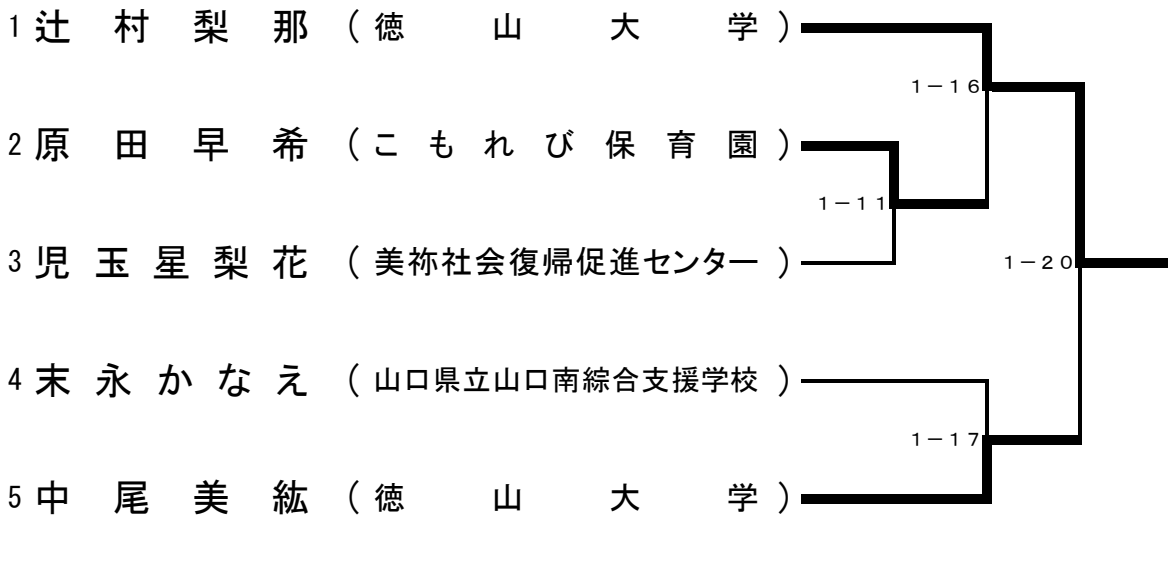 1 辻村梨那 （徳山大学）
1－16
2 原田早希 （こもれび保育園）
1－11
3 児玉星梨花 （美祢社会復帰促進センター）
1－20
4 末永かなえ （山口県立山口南綜合支援学校）
1－17
5 中尾美紘 （徳山大学）